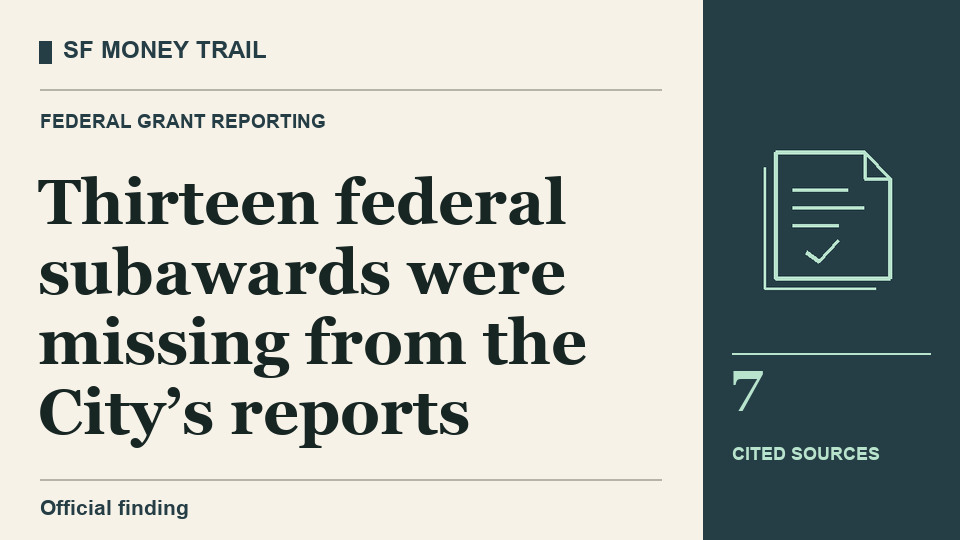 SF MONEY TRAIL
FEDERAL GRANT REPORTING
Thirteen federal
subawards were
missing from the
City’s reports
Official finding
7
CITED SOURCES